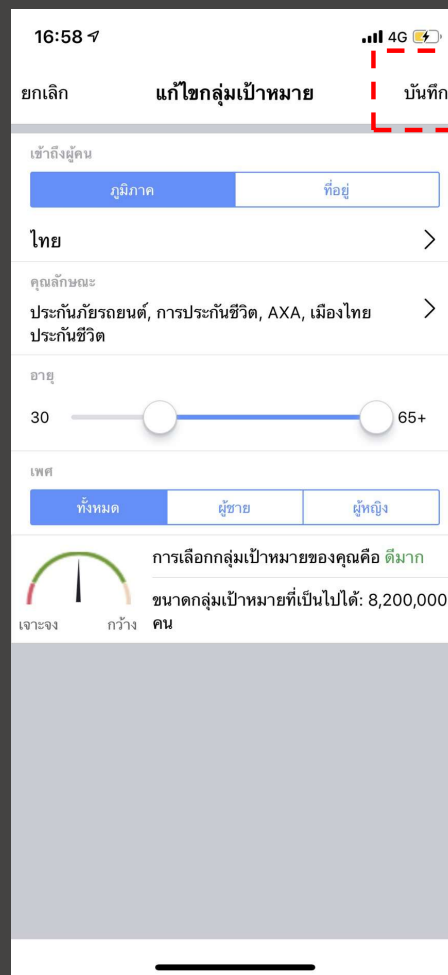 16:58 4G
ยกเลิก แก้ไขกลุ่มเป้าหมาย บันทึก
เข้าถึงผู้คน
ภูมิภาค ที่อยู่
ไทย
คุณลักษณะ
ประกันภัยรถยนต์, การประกันชีวิต, AXA, เมืองไทย
ประกันชีวิต
อายุ
30 65+
เพศ
ทั้งหมด ผู้ชาย ผู้หญิง
การเลือกกลุ่มเป้าหมายของคุณคือ ดีมาก
ขนาดกลุ่มเป้าหมายที่เป็นไปได้: 8,200,000
คน
เจาะจง กว้าง